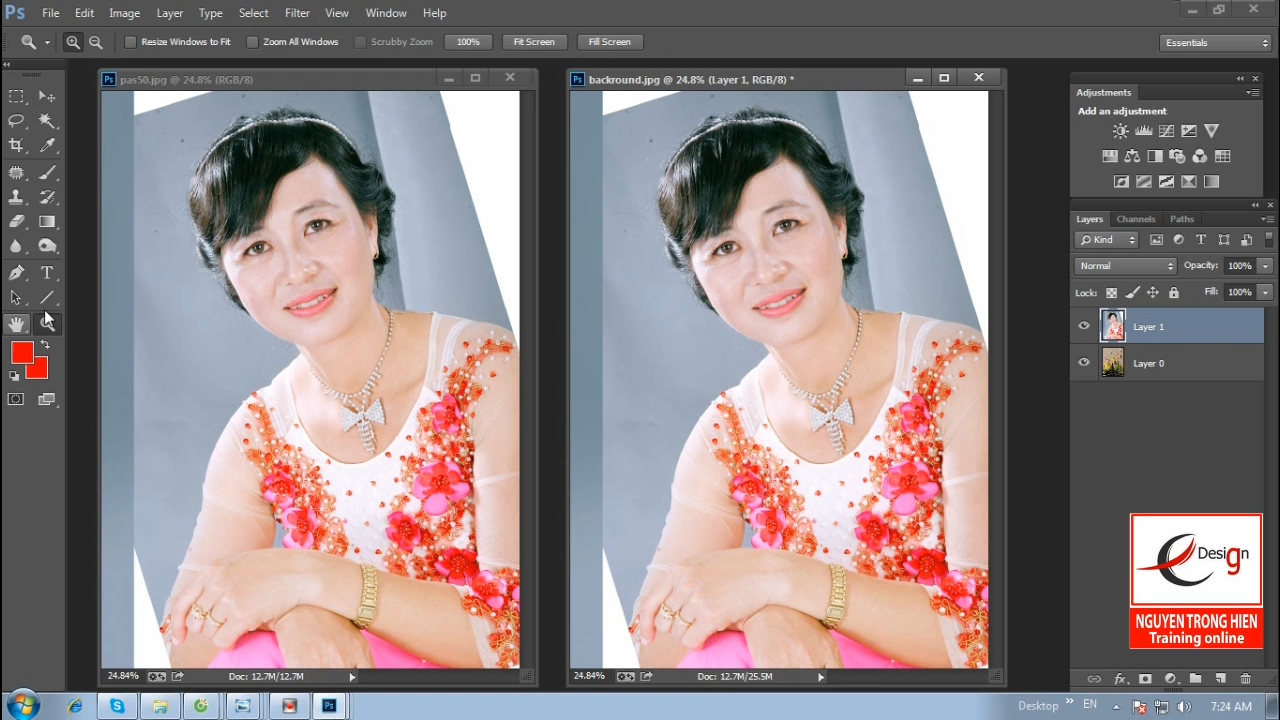 Ps File Edit Image Layer Type Select Filter View Window Help
Resize Windows to Fit Zoom All Windows Scrubby Zoom 100% Fit Screen Fill Screen Essentials
Ps pas50.jpg @ 24.8% (RGB/8)
Ps backround.jpg @ 24.8% (Layer 1, RGB/8) *
Adjustments
Add an adjustment
Layers Channels Paths
Kind
Normal Opacity: 100%
Lock: Fill: 100%
Layer 1
Layer 0
T
Design
NGUYEN TRONG HIEN
Training online
24.84% Doc: 12.7M/12.7M
24.84% Doc: 12.7M/25.5M
fx
Ps Desktop » EN 7:24 AM